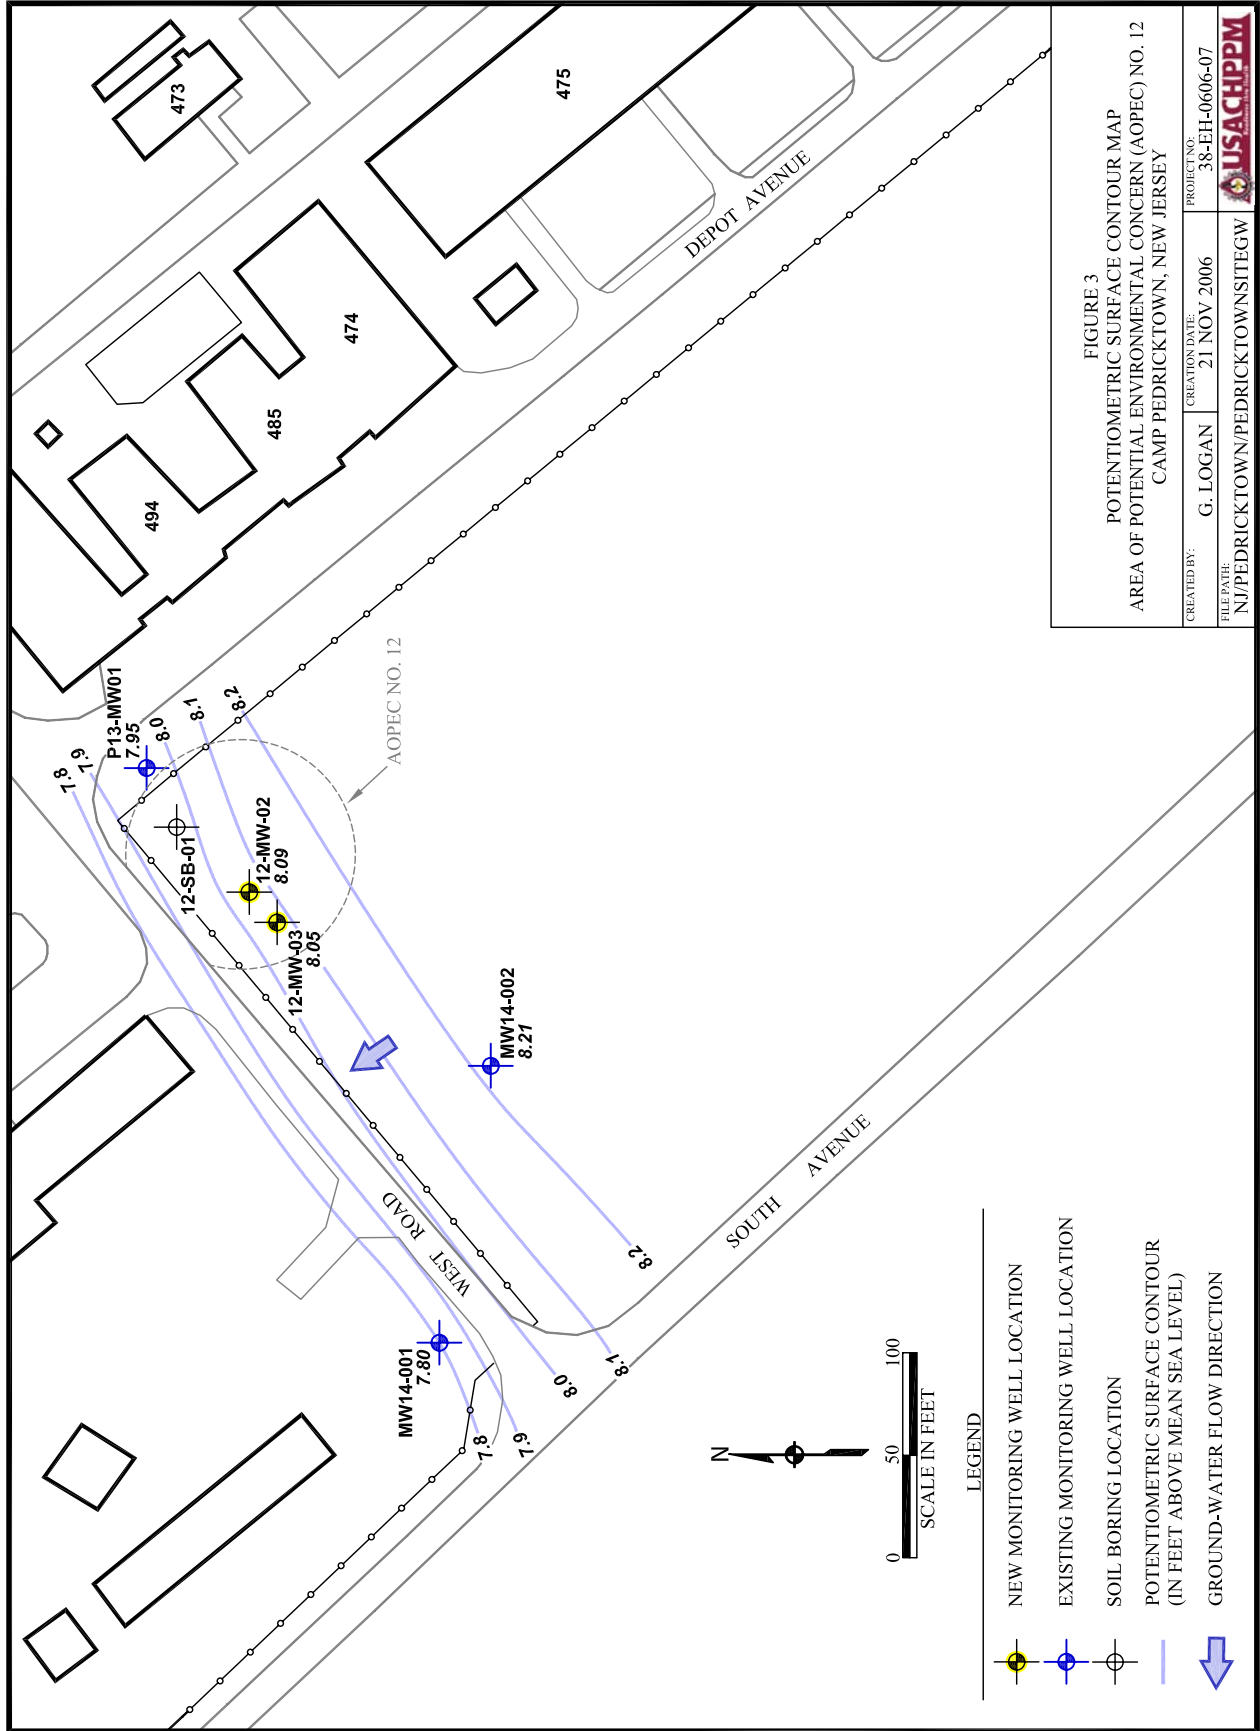 473
475
474
485
494
DEPOT AVENUE
P13-MW01
7.95
7.8
7.9
8.0
8.1
8.2
12-SB-01
12-MW-02
8.09
12-MW-03
8.05
AOPEC NO. 12
MW14-002
8.21
WEST ROAD
MW14-001
7.80
7.8
7.9
8.0
8.1
8.2
SOUTH AVENUE
N
0 50 100
SCALE IN FEET
LEGEND
NEW MONITORING WELL LOCATION
EXISTING MONITORING WELL LOCATION
SOIL BORING LOCATION
POTENTIOMETRIC SURFACE CONTOUR
(IN FEET ABOVE MEAN SEA LEVEL)
GROUND-WATER FLOW DIRECTION
FIGURE 3
POTENTIOMETRIC SURFACE CONTOUR MAP
AREA OF POTENTIAL ENVIRONMENTAL CONCERN (AOPEC) NO. 12
CAMP PEDRICKTOWN, NEW JERSEY
CREATED BY:
G. LOGAN
CREATION DATE:
21 NOV 2006
PROJECT NO:
38-EH-0606-07
FILE PATH:
NJ/PEDRICKTOWN/PEDRICKTOWNSITEGW
USACHPPM